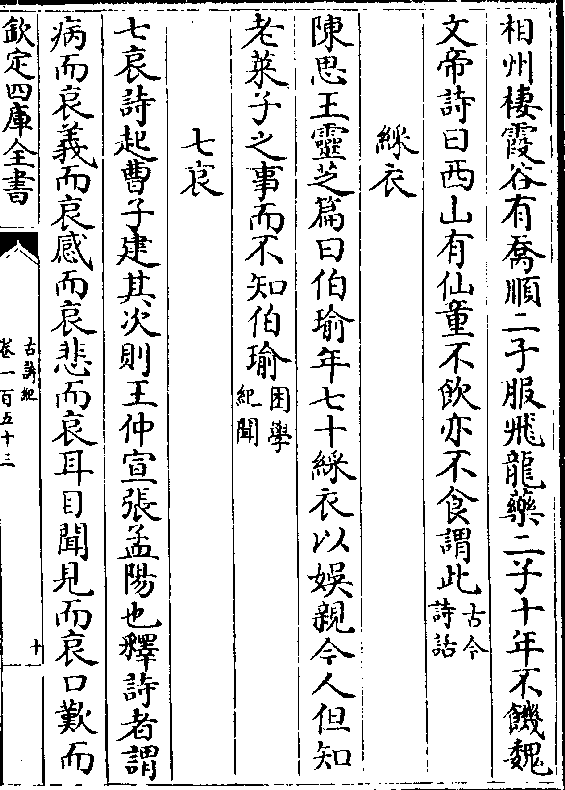 相州棲霞谷有喬順二子服飛龍藥二子十年不饑魏
文帝詩曰西山有仙童不飲亦不食謂此古今詩話
綵衣
陳思王靈芝篇曰伯瑜年七十綵衣以娛親今人但知
老萊子之事而不知伯瑜困學紀聞
七哀
七哀詩起曹子建其次則王仲宣張孟陽也釋詩者謂
病而哀義而哀感而哀悲而哀耳目聞見而哀口歎而
欽定四庫全書
古詩紀
卷一百五十三
十